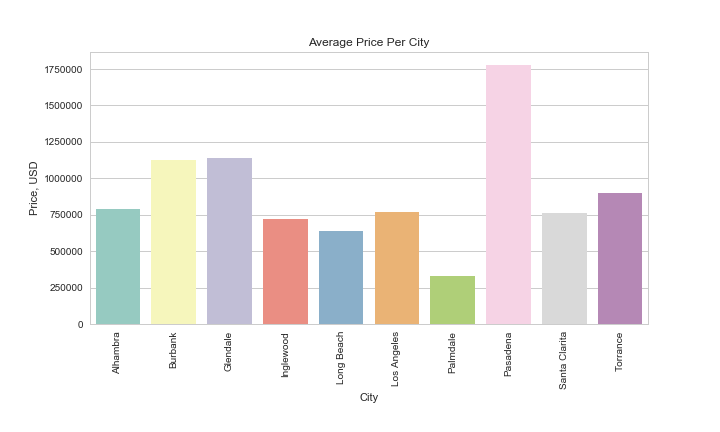 Average Price Per City
1750000
1500000
1250000
1000000
750000
500000
250000
0
Price, USD
Alhambra
Burbank
Glendale
Inglewood
Long Beach
Los Angeles
Palmdale
Pasadena
Santa Clarita
Torrance
City